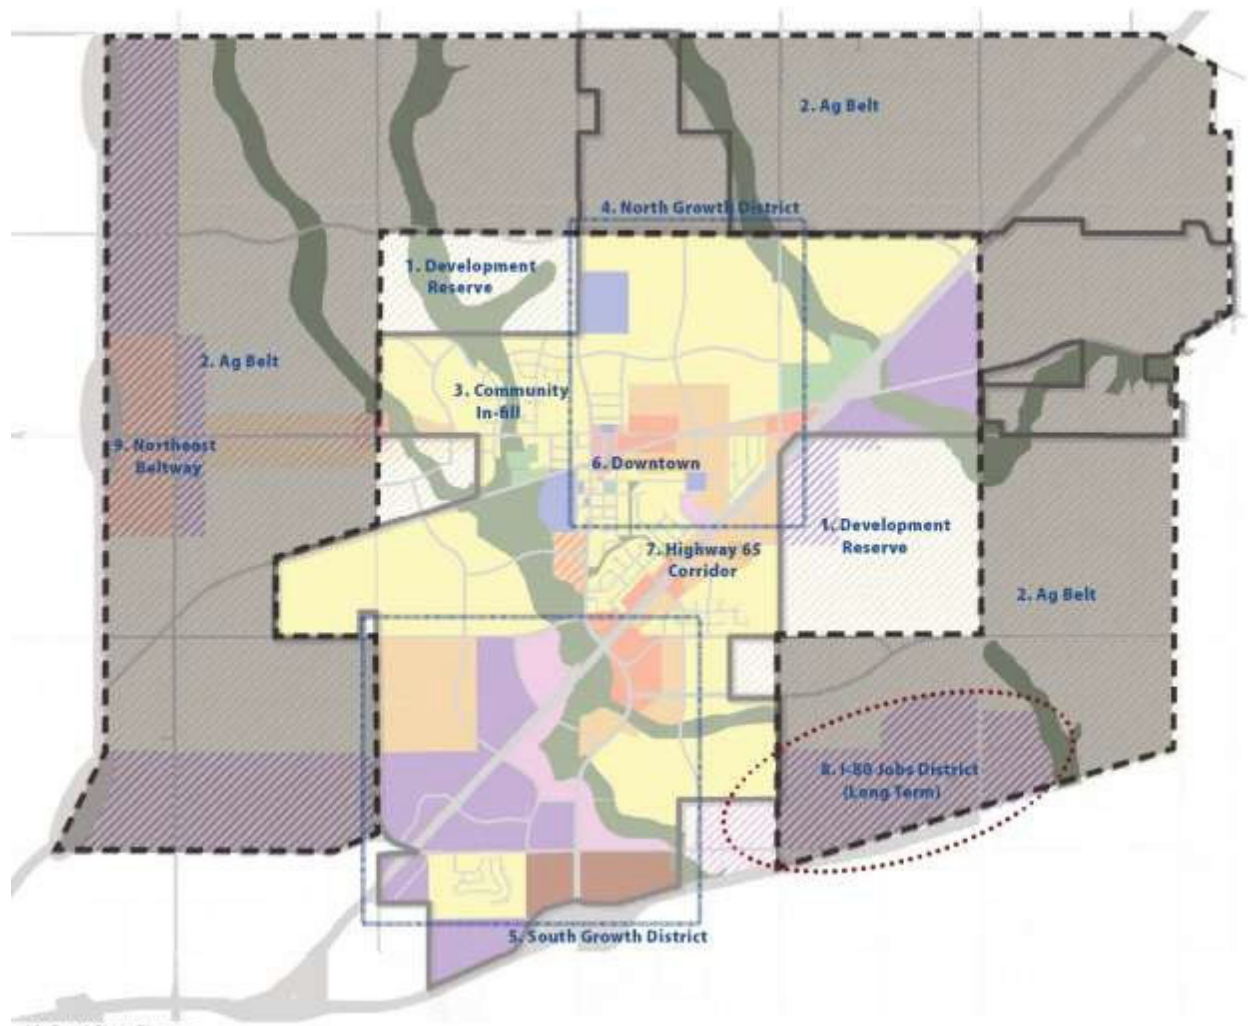 2. Ag Belt
4. North Growth District
1. Development
Reserve
2. Ag Belt
3. Community
In-fill
9. Northeast
Beltway
6. Downtown
1. Development
Reserve
7. Highway 65
Corridor
2. Ag Belt
8. I-80 Jobs District
(Long Term)
5. South Growth District